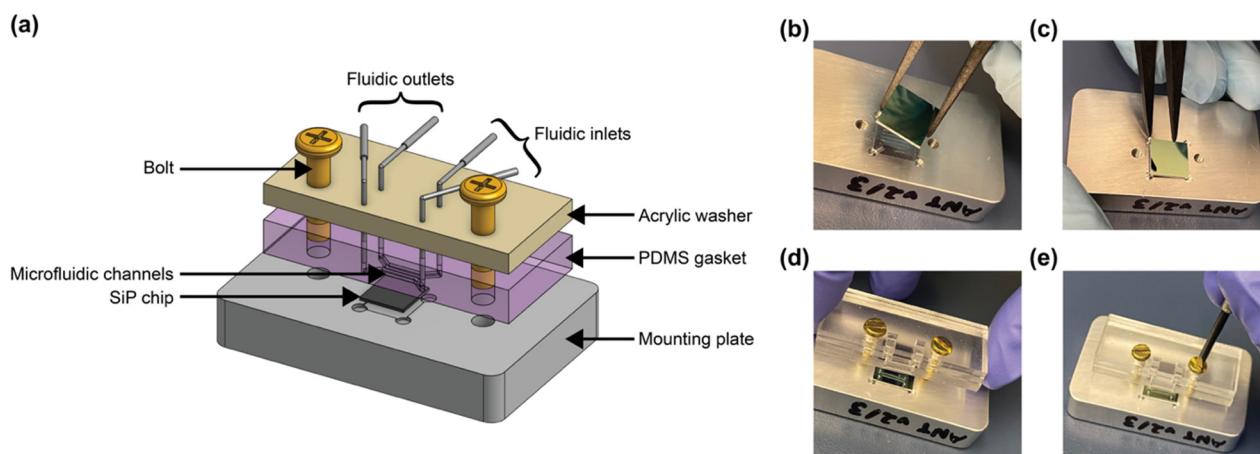 (a)
Fluidic outlets
Fluidic inlets
Bolt
Acrylic washer
PDMS gasket
Microfluidic channels
SiP chip
Mounting plate
(b)
ANT v2/3
(c)
ANT v2/3
(d)
ANT v2/3
(e)
ANT v2/3